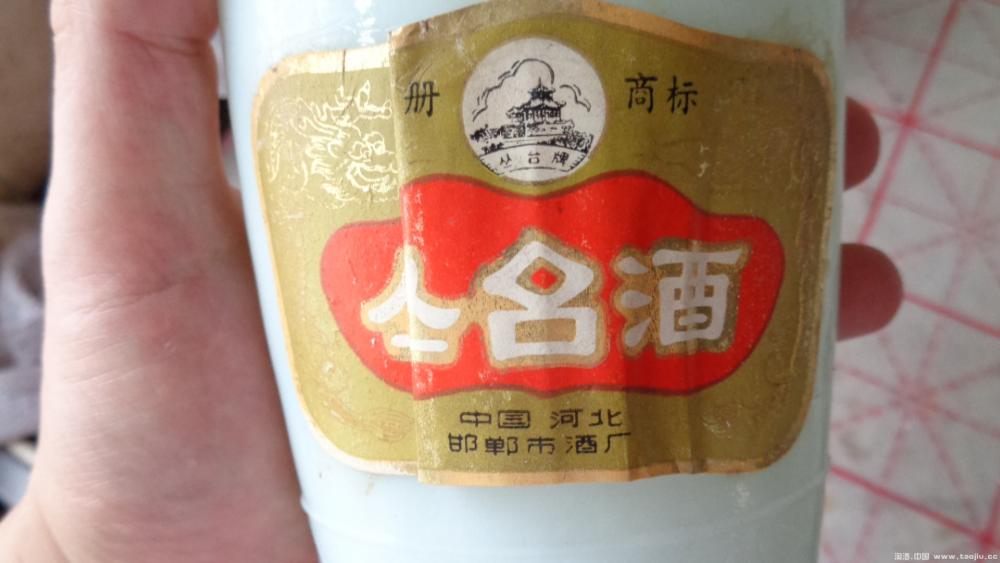 册 商标
丛台牌
丛台酒
中国 河北
邯郸市酒厂
淘酒.中国 www.taojiu.cc